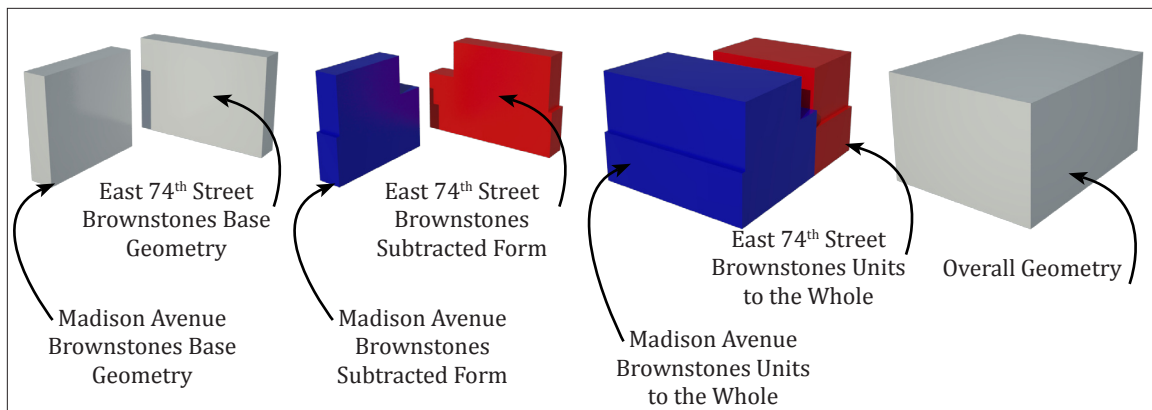 East 74th Street
Brownstones Base
Geometry
Madison Avenue
Brownstones Base
Geometry
East 74th Street
Brownstones
Subtracted Form
Madison Avenue
Brownstones
Subtracted Form
East 74th Street
Brownstones Units
to the Whole
Madison Avenue
Brownstones Units
to the Whole
Overall Geometry